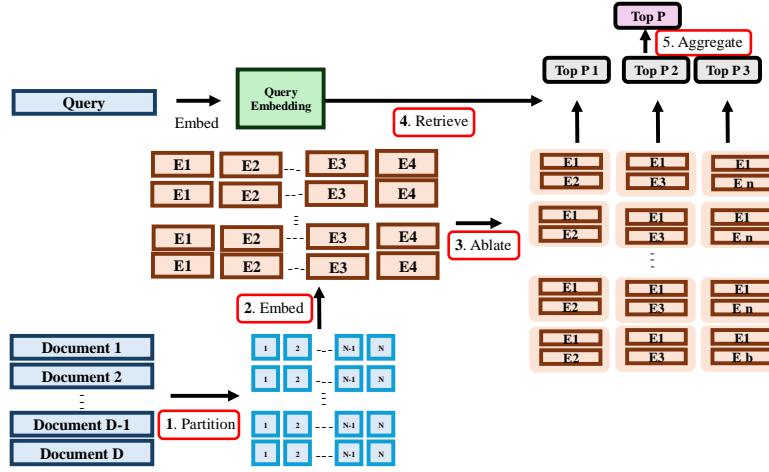 Top P
5. Aggregate
Top P 1 Top P 2 Top P 3
Query
Embed
Query
Embedding
4. Retrieve
E1 E2 E3 E4
E1 E2 E3 E4
E1 E2 E3 E4
E1 E2 E3 E4
3. Ablate
E1 E1 E1
E2 E3 E n
E1 E1 E1
E2 E3 E n
E1 E1 E1
E2 E3 E n
E1 E1 E1
E2 E3 E b
2. Embed
Document 1
Document 2
Document D-1
Document D
1. Partition
1 2 N-1 N
1 2 N-1 N
1 2 N-1 N
1 2 N-1 N